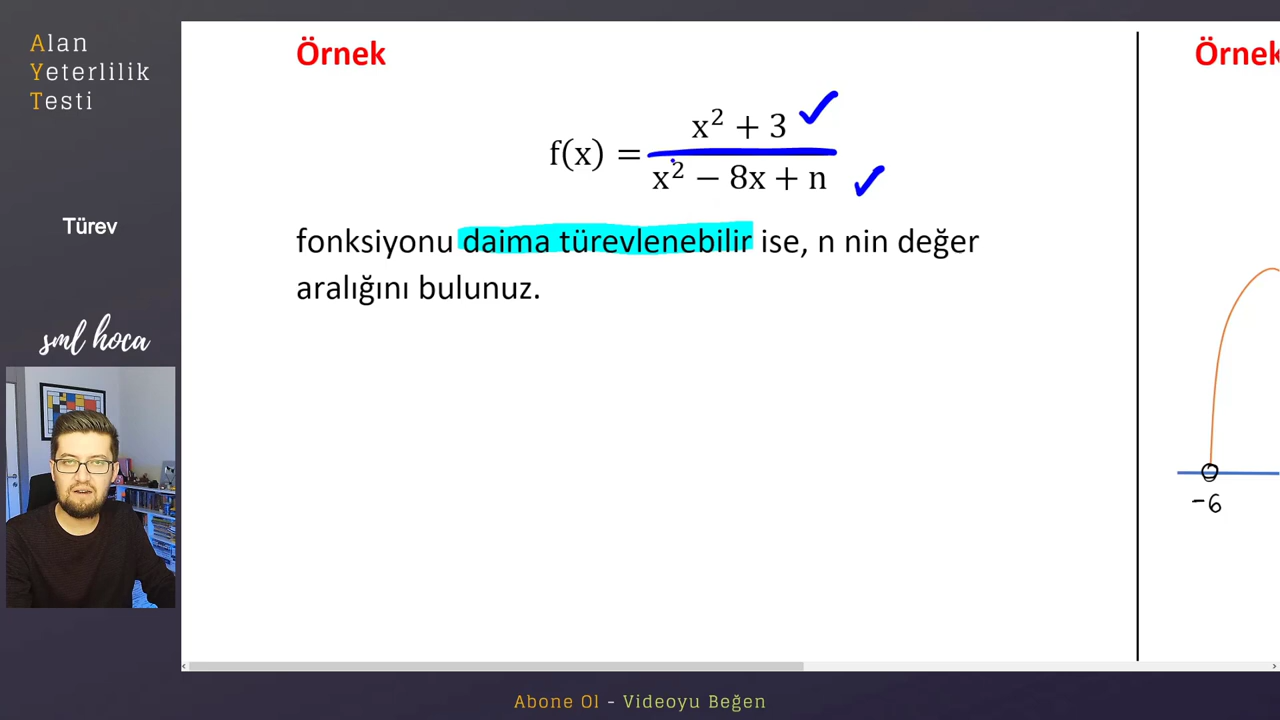 Alan
Yeterlilik
Testi
Türev
sml hoca
Örnek
f(x) = x² + 3
x² − 8x + n
fonksiyonu daima türevlenebilir ise, n nin değer
aralığını bulunuz.
Örnek
-6
Abone Ol - Videoyu Beğen